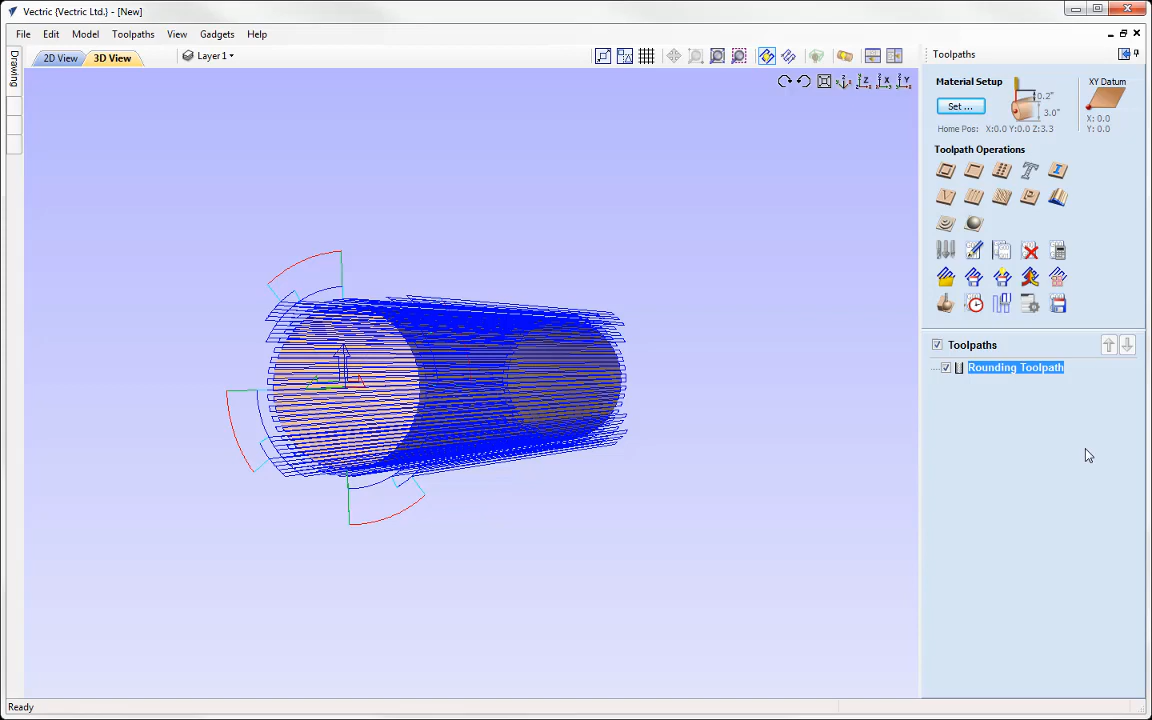 Vectric {Vectric Ltd.} - [New]
File Edit Model Toolpaths View Gadgets Help
2D View 3D View Layer 1
Drawing
Toolpaths
Material Setup
Set ...
0.2"
3.0"
Home Pos: X:0.0 Y:0.0 Z:3.3
XY Datum
X: 0.0
Y: 0.0
Toolpath Operations
Toolpaths
Rounding Toolpath
Ready